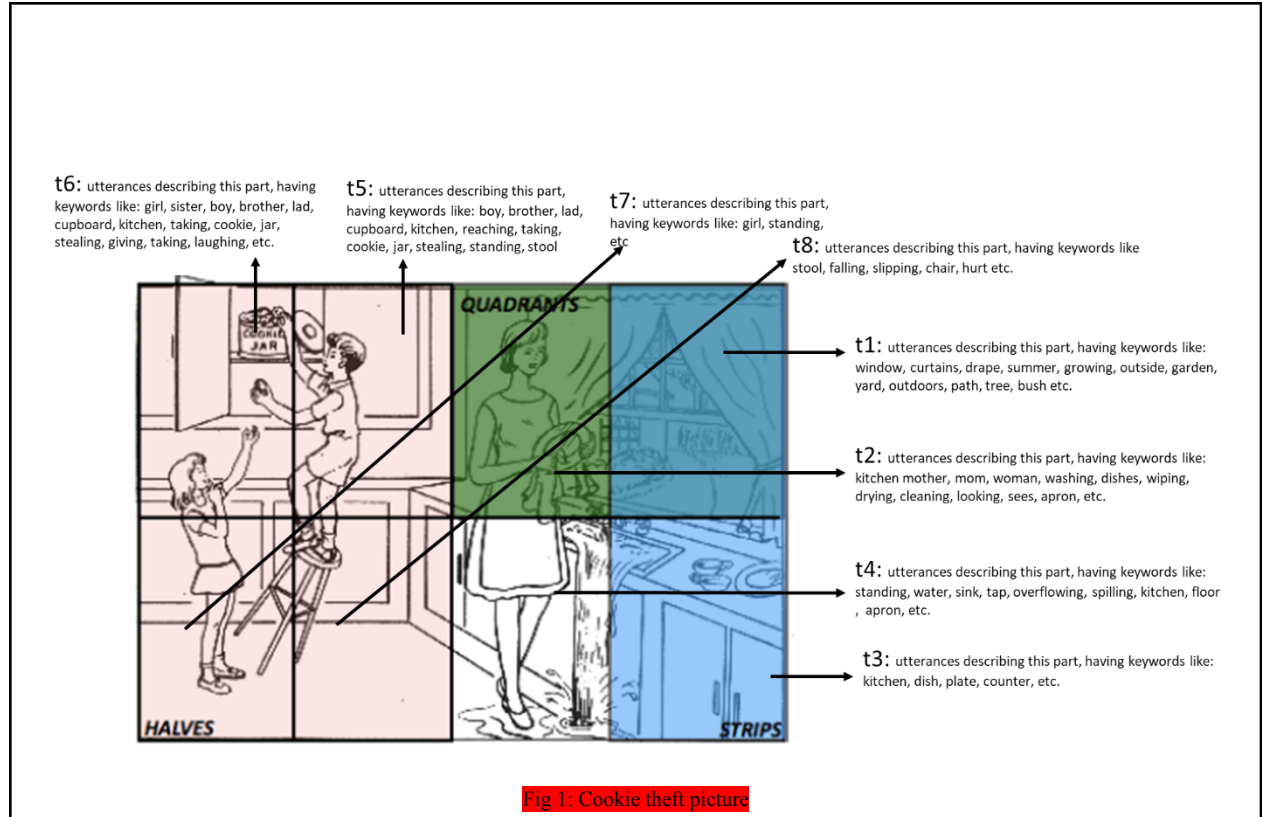 t6: utterances describing this part, having
keywords like: girl, sister, boy, brother, lad,
cupboard, kitchen, taking, cookie, jar,
stealing, giving, taking, laughing, etc.
t5: utterances describing this part,
having keywords like: boy, brother, lad,
cupboard, kitchen, reaching, taking,
cookie, jar, stealing, standing, stool
t7: utterances describing this part,
having keywords like: girl, standing,
etc
t8: utterances describing this part, having keywords like
stool, falling, slipping, chair, hurt etc.
QUADRANTS
COOKIE
JAR
t1: utterances describing this part, having keywords like:
window, curtains, drape, summer, growing, outside, garden,
yard, outdoors, path, tree, bush etc.
t2: utterances describing this part, having keywords like:
kitchen mother, mom, woman, washing, dishes, wiping,
drying, cleaning, looking, sees, apron, etc.
t4: utterances describing this part, having keywords like:
standing, water, sink, tap, overflowing, spilling, kitchen, floor
, apron, etc.
t3: utterances describing this part, having keywords like:
kitchen, dish, plate, counter, etc.
HALVES
STRIPS
Fig 1: Cookie theft picture